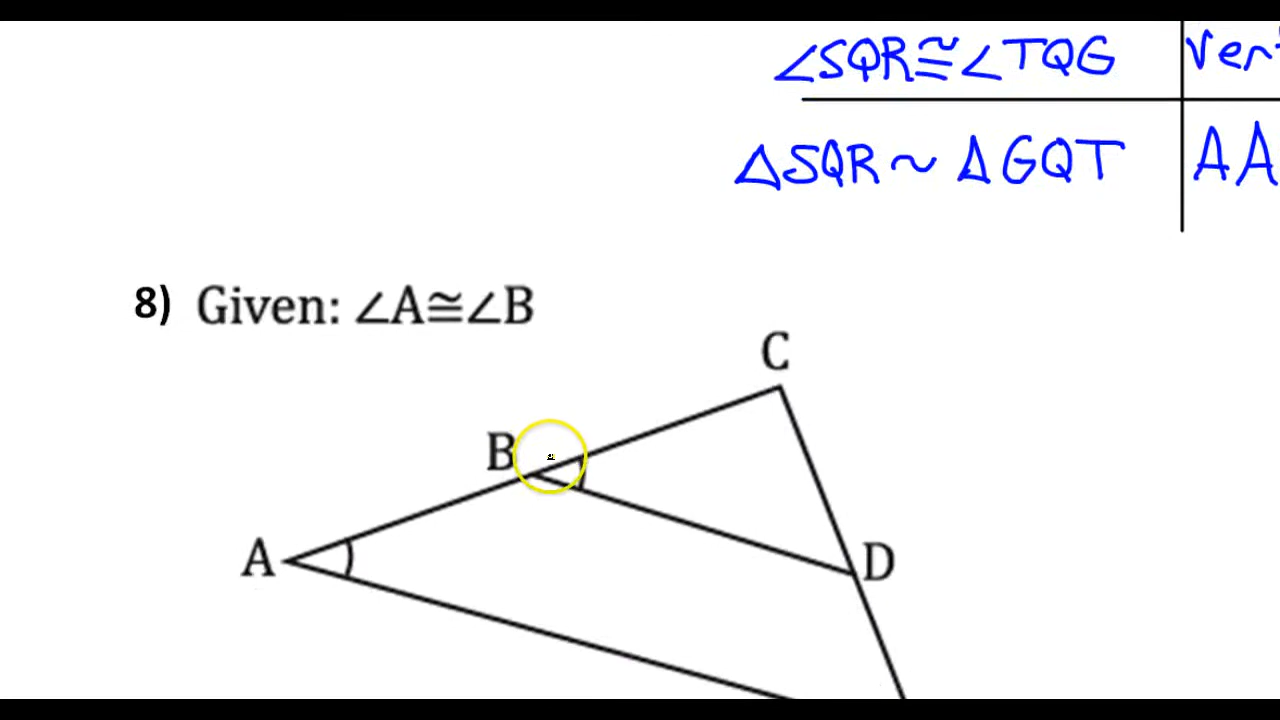 ∠SQR≅∠TQG
△SQR ~ △GQT AA
8) Given: ∠A≅∠B
C
B
A
D